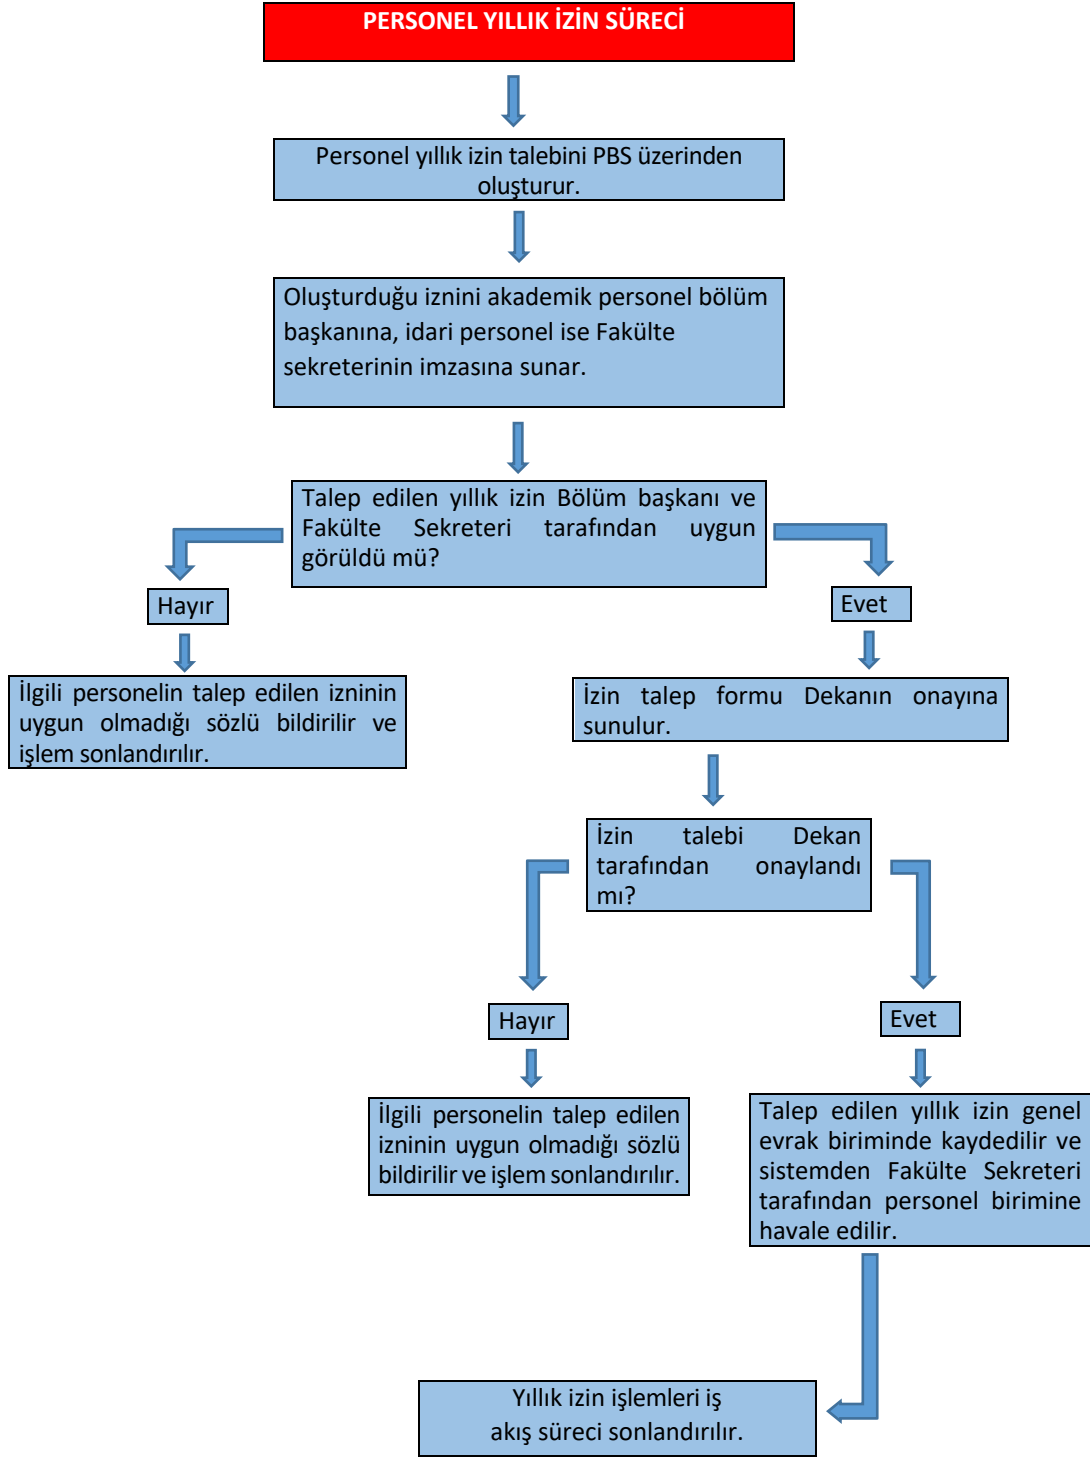 PERSONEL YILLIK İZİN SÜRECİ
Personel yıllık izin talebini PBS üzerinden
oluşturur.
Oluşturduğu iznini akademik personel bölüm
başkanına, idari personel ise Fakülte
sekreterinin imzasına sunar.
Talep edilen yıllık izin Bölüm başkanı ve
Fakülte Sekreteri tarafından uygun
görüldü mü?
Hayır
Evet
İlgili personelin talep edilen izninin
uygun olmadığı sözlü bildirilir ve
işlem sonlandırılır.
İzin talep formu Dekanın onayına
sunulur.
İzin talebi Dekan
tarafından onaylandı
mı?
Hayır
Evet
İlgili personelin talep edilen
izninin uygun olmadığı sözlü
bildirilir ve işlem sonlandırılır.
Talep edilen yıllık izin genel
evrak biriminde kaydedilir ve
sistemden Fakülte Sekreteri
tarafından personel birimine
havale edilir.
Yıllık izin işlemleri iş
akış süreci sonlandırılır.